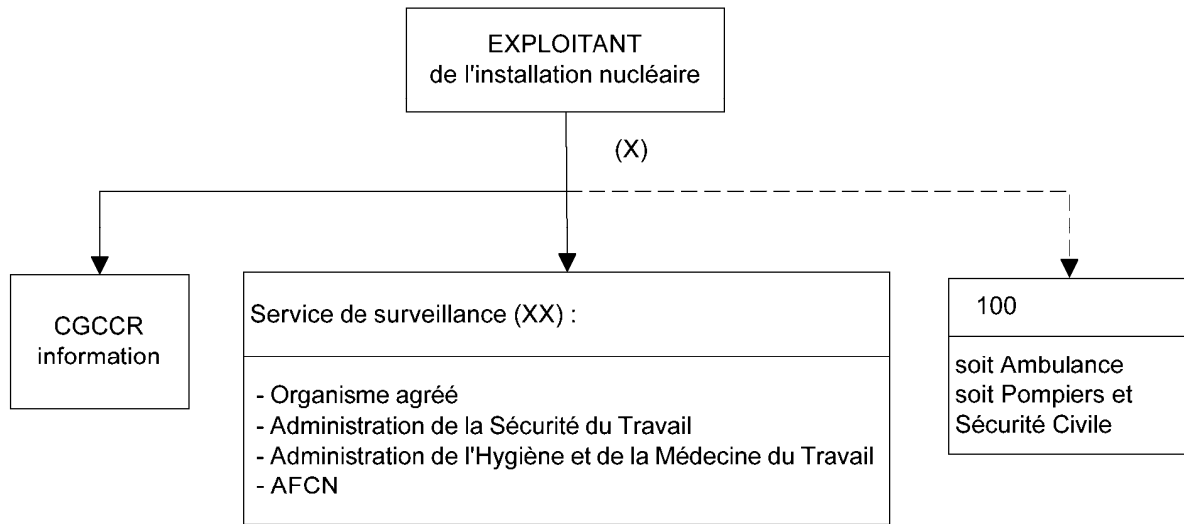 EXPLOITANT
de l'installation nucléaire
(X)
CGCCR
information
Service de surveillance (XX) :
- Organisme agréé
- Administration de la Sécurité du Travail
- Administration de l'Hygiène et de la Médecine du Travail
- AFCN
100
soit Ambulance
soit Pompiers et
Sécurité Civile